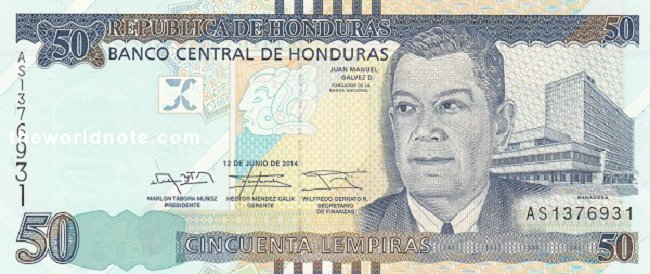 50
REPUBLICA DE HONDURAS
50
BANCO CENTRAL DE HONDURAS
AS1376931
JUAN MANUEL
GALVEZ D.
FUNDADOR DE LA
BANCA NACIONAL
theworldnote.com
12 DE JUNIO DE 2014
MARLON TABORA MUÑOZ
PRESIDENTE
HECTOR MENDEZ CALIX
GERENTE
WILFREDO CERRATO R.
SECRETARIO
DE FINANZAS
BANADESA
AS1376931
50
CINCUENTA LEMPIRAS
50